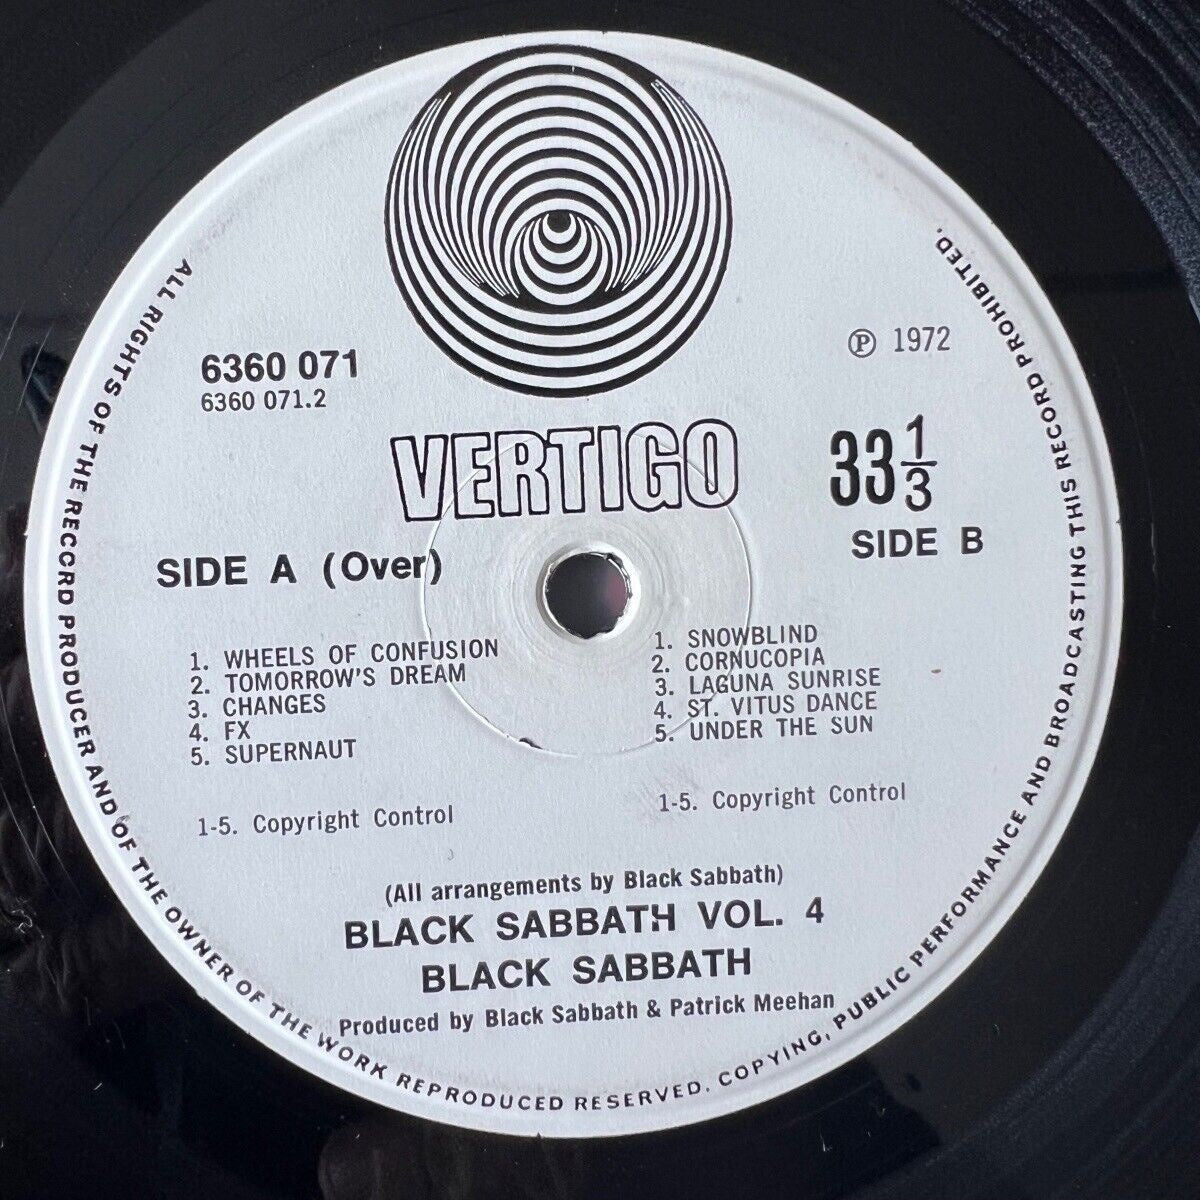 6360 071
6360 071.2
℗ 1972
VERTIGO
33 1/3
SIDE A (Over)
SIDE B
1. WHEELS OF CONFUSION
2. TOMORROW'S DREAM
3. CHANGES
4. FX
5. SUPERNAUT
1-5. Copyright Control
1. SNOWBLIND
2. CORNUCOPIA
3. LAGUNA SUNRISE
4. ST. VITUS DANCE
5. UNDER THE SUN
1-5. Copyright Control
(All arrangements by Black Sabbath)
BLACK SABBATH VOL. 4
BLACK SABBATH
Produced by Black Sabbath & Patrick Meehan
ALL RIGHTS OF THE RECORD PRODUCER AND OF THE OWNER OF THE WORK REPRODUCED RESERVED. COPYING, PUBLIC PERFORMANCE AND BROADCASTING THIS RECORD PROHIBITED.